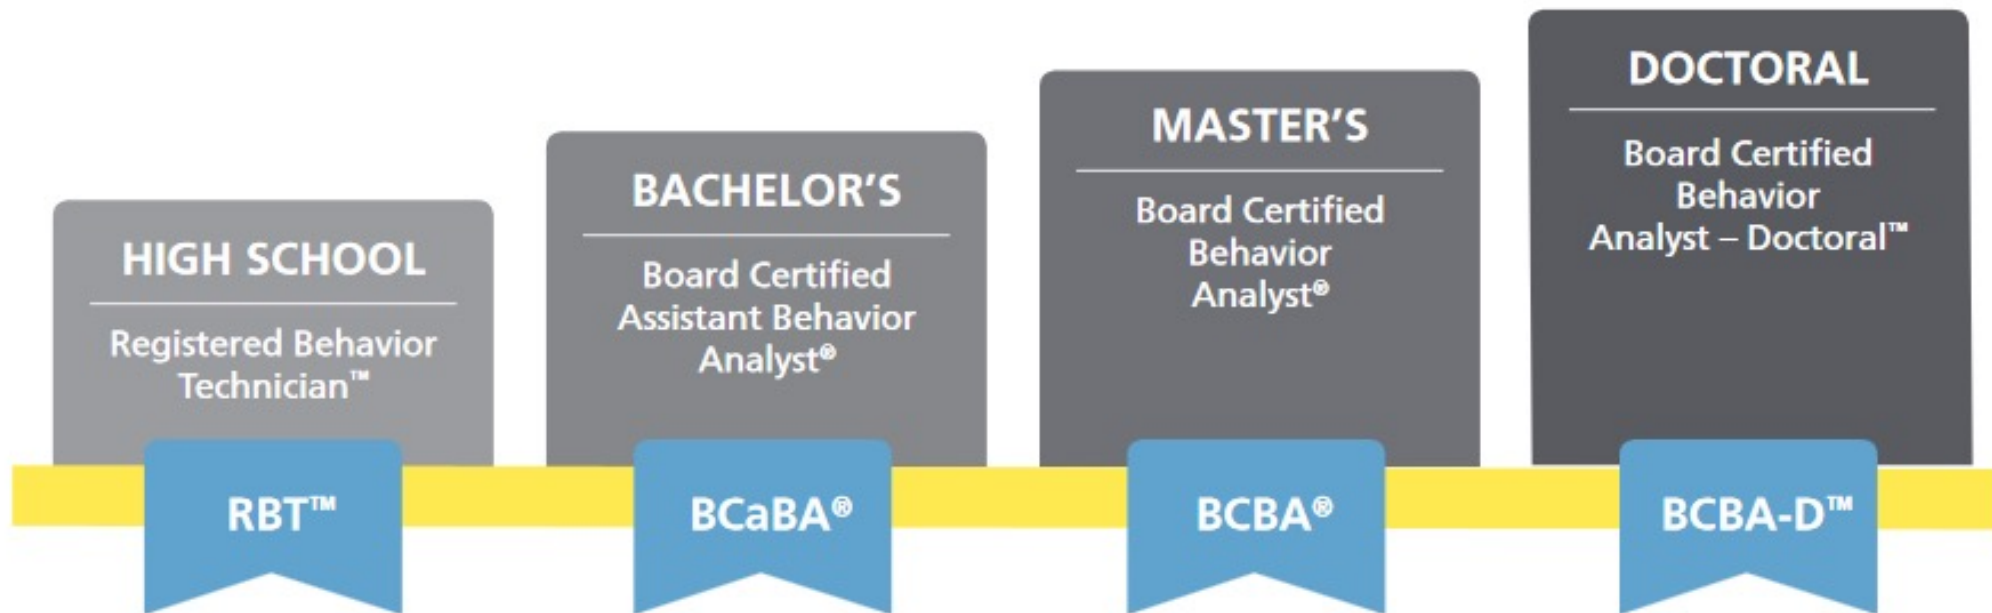 HIGH SCHOOL
Registered Behavior
Technician™
RBT™
BACHELOR’S
Board Certified
Assistant Behavior
Analyst®
BCaBA®
MASTER’S
Board Certified
Behavior
Analyst®
BCBA®
DOCTORAL
Board Certified
Behavior
Analyst – Doctoral™
BCBA-D™